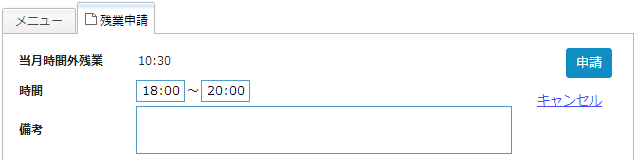 メニュー 残業申請
当月時間外残業 10:30 申請
時間 18:00 ～ 20:00
キャンセル
備考